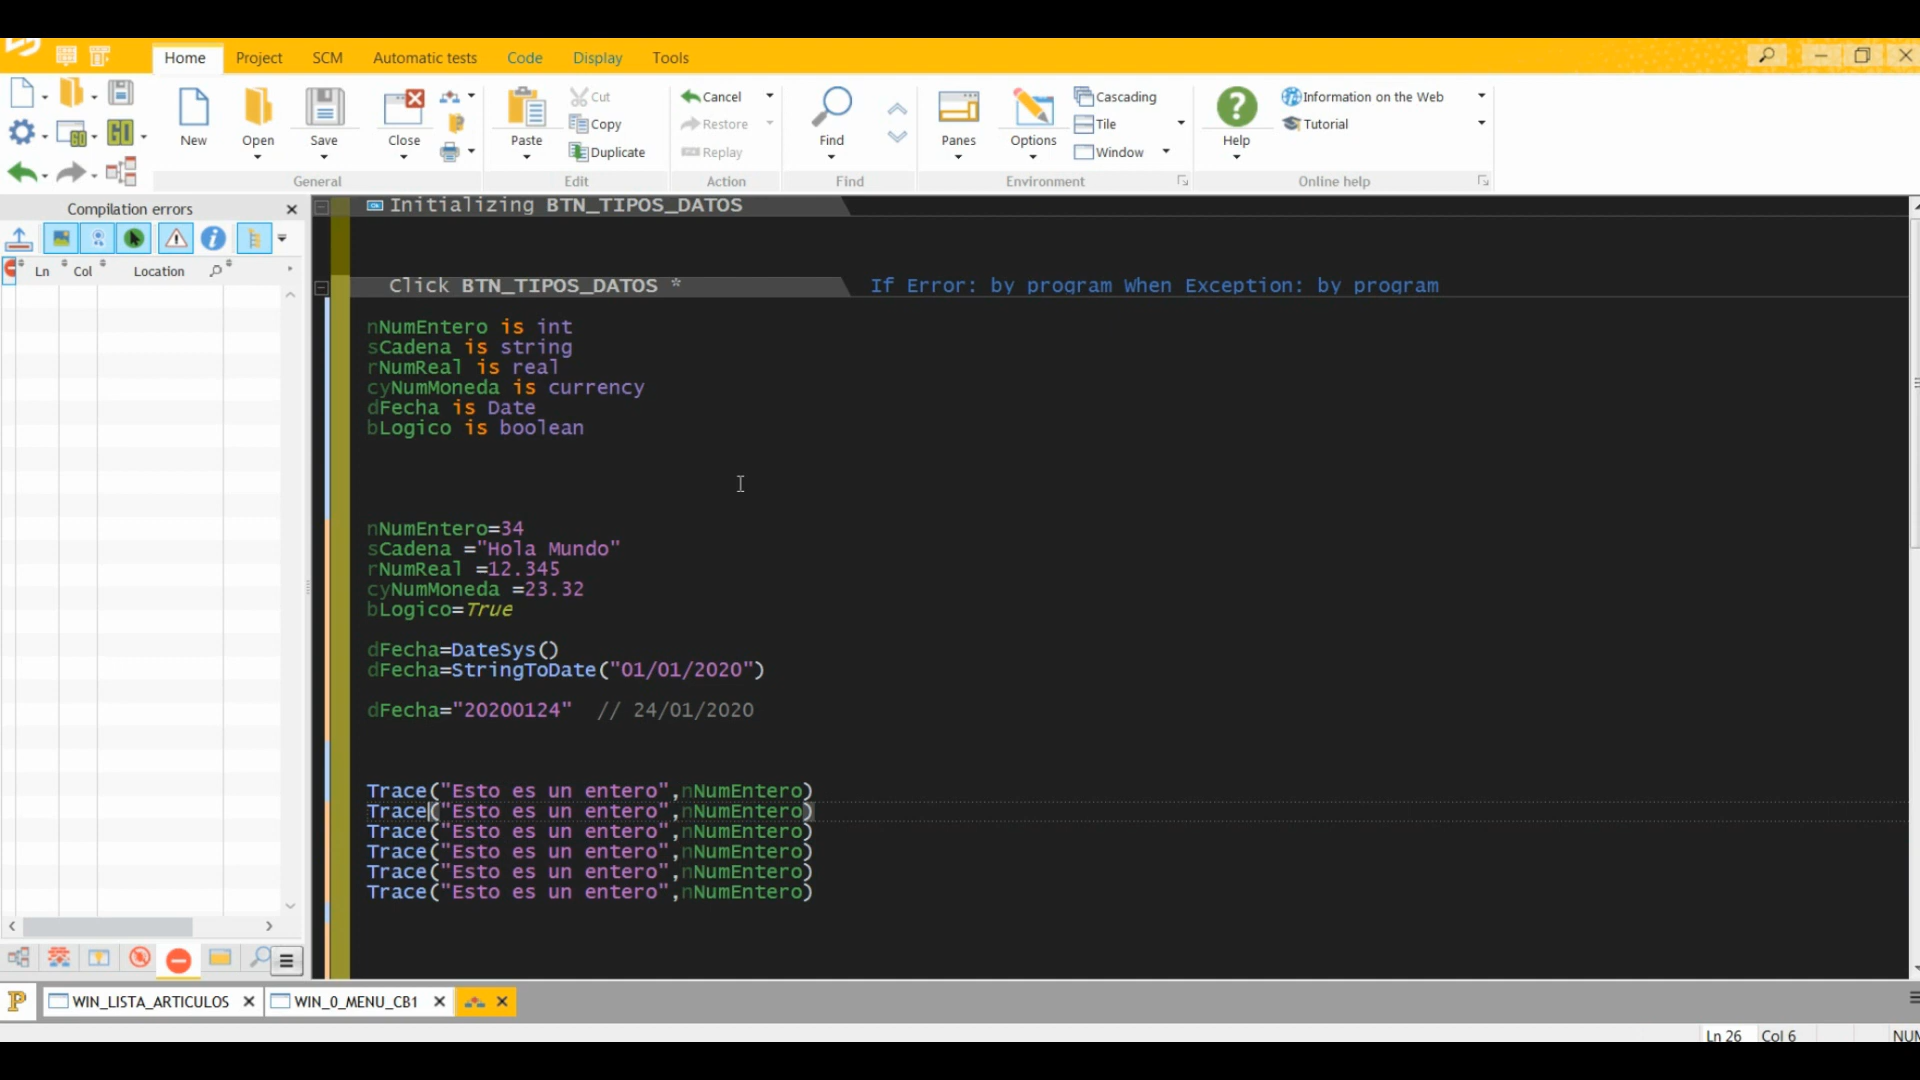 Home Project SCM Automatic tests Code Display Tools
New Open Save Close Paste Cut Copy Duplicate Cancel Restore Replay Find Panes Options Cascading Tile Window Help Information on the Web Tutorial
General Edit Action Find Environment Online help
Compilation errors
Ln Col Location
Initializing BTN_TIPOS_DATOS
Click BTN_TIPOS_DATOS * If Error: by program When Exception: by program
nNumEntero is int
sCadena is string
rNumReal is real
cyNumMoneda is currency
dFecha is Date
bLogico is boolean
nNumEntero=34
sCadena ="Hola Mundo"
rNumReal =12.345
cyNumMoneda =23.32
bLogico=True
dFecha=DateSys()
dFecha=StringToDate("01/01/2020")
dFecha="20200124" // 24/01/2020
Trace("Esto es un entero",nNumEntero)
Trace("Esto es un entero",nNumEntero)
Trace("Esto es un entero",nNumEntero)
Trace("Esto es un entero",nNumEntero)
Trace("Esto es un entero",nNumEntero)
Trace("Esto es un entero",nNumEntero)
WIN_LISTA_ARTICULOS WIN_0_MENU_CB1
Ln 26 Col 6 NUM